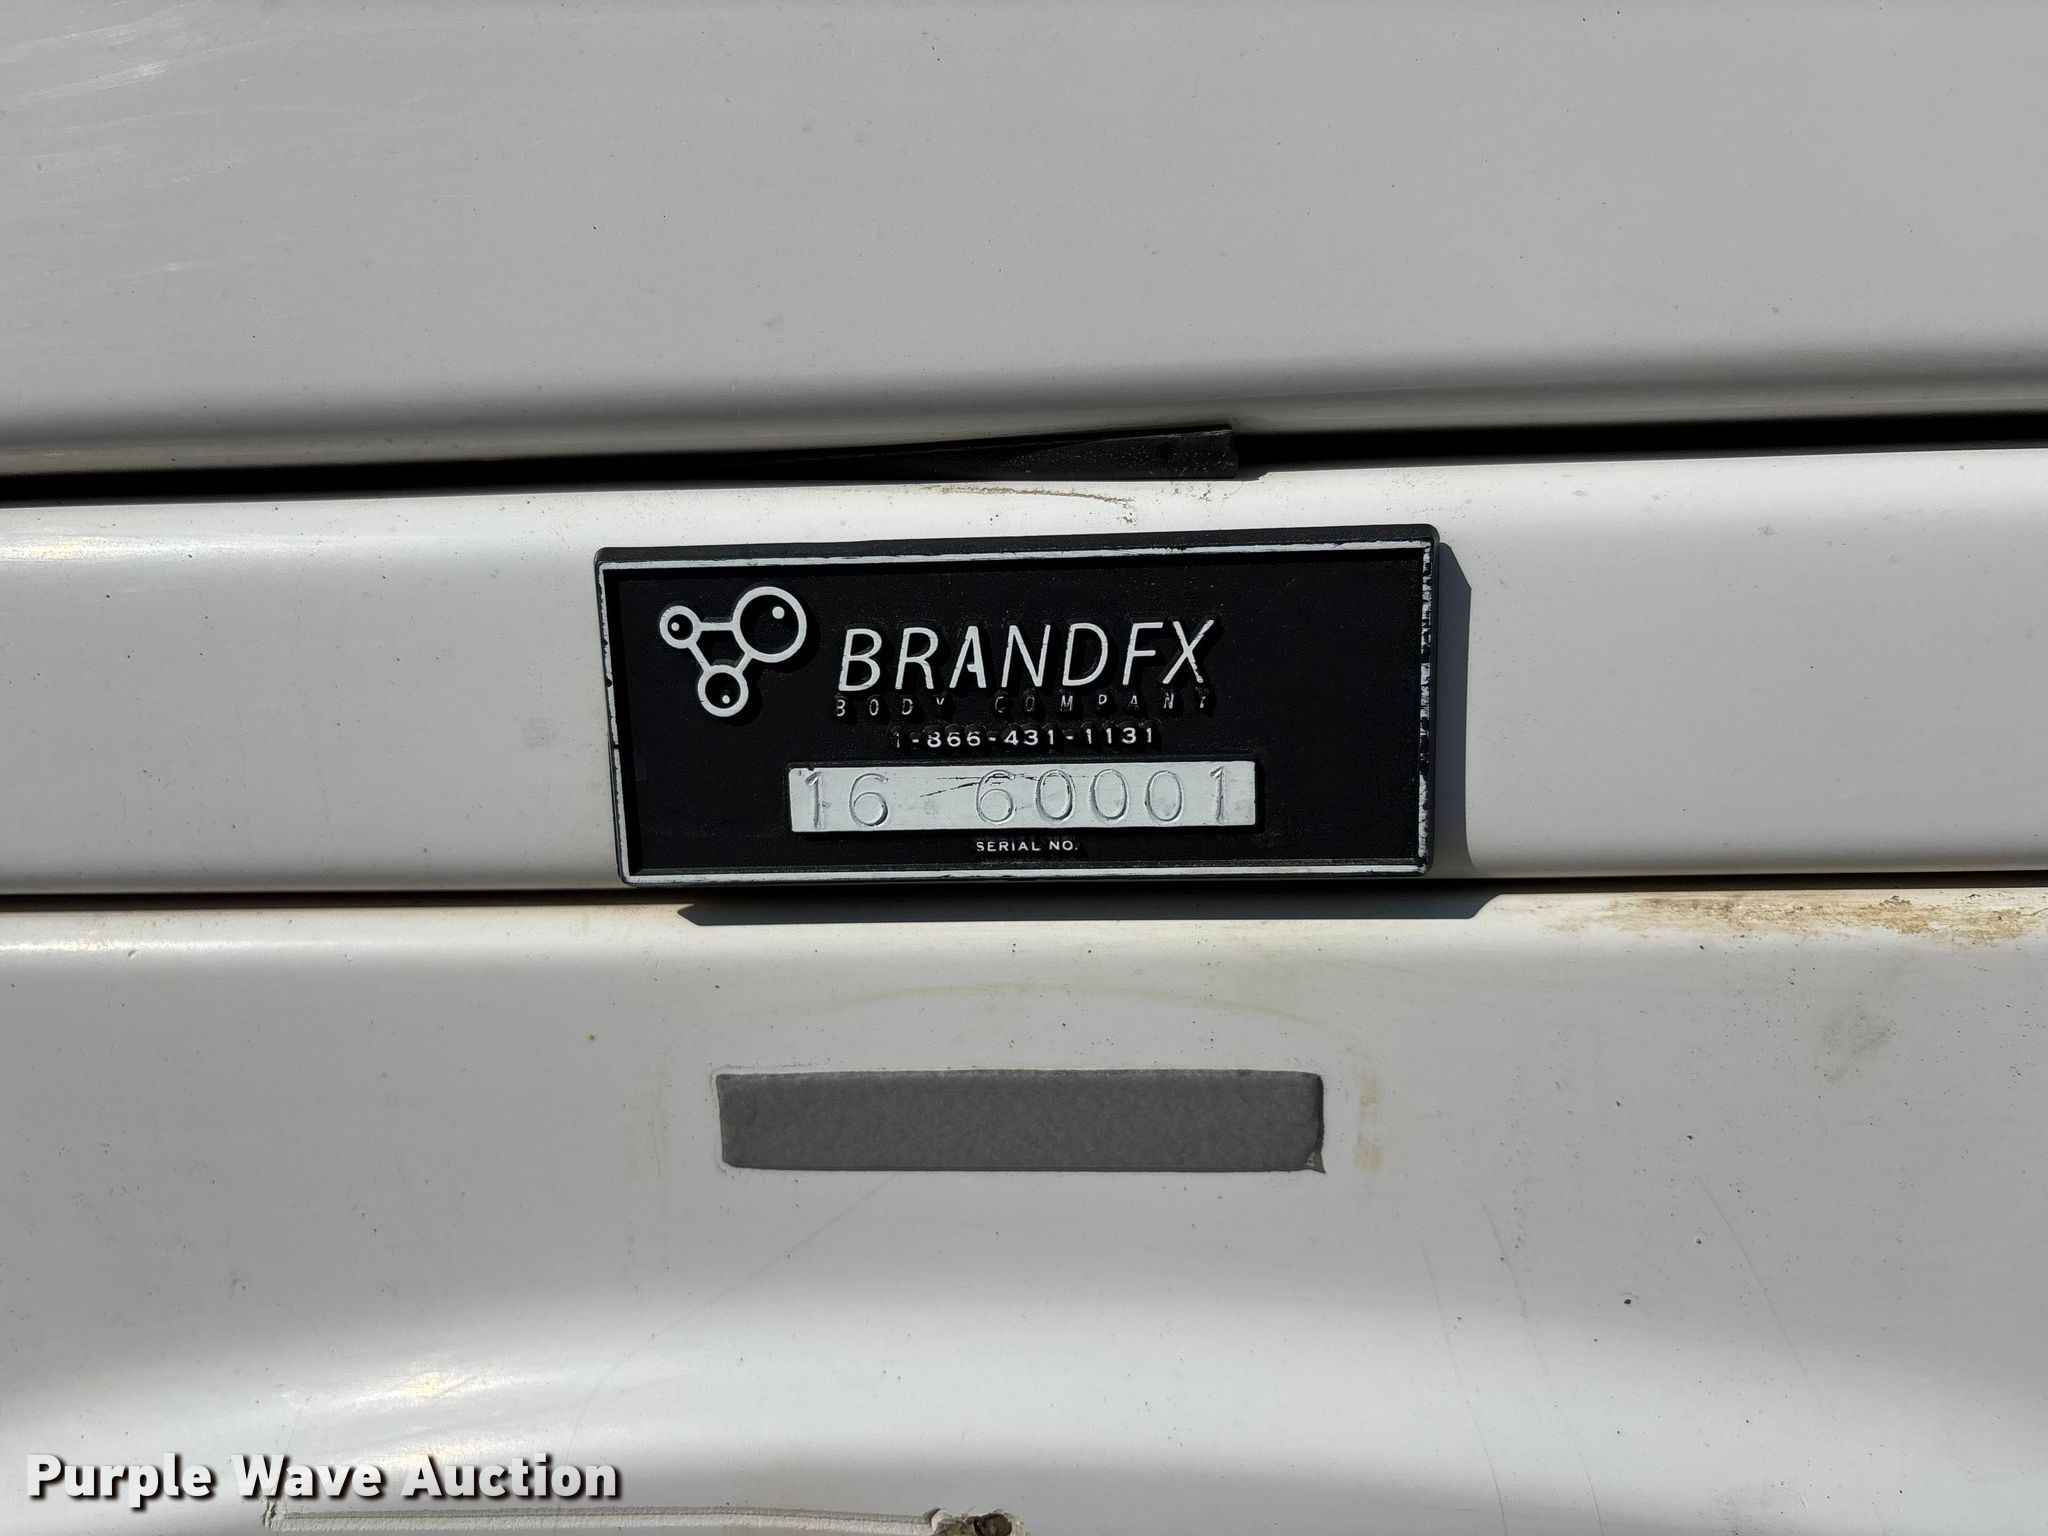 BRANDFX
BODY COMPANY
1-866-431-1131
16 60001
SERIAL NO.
Purple Wave Auction